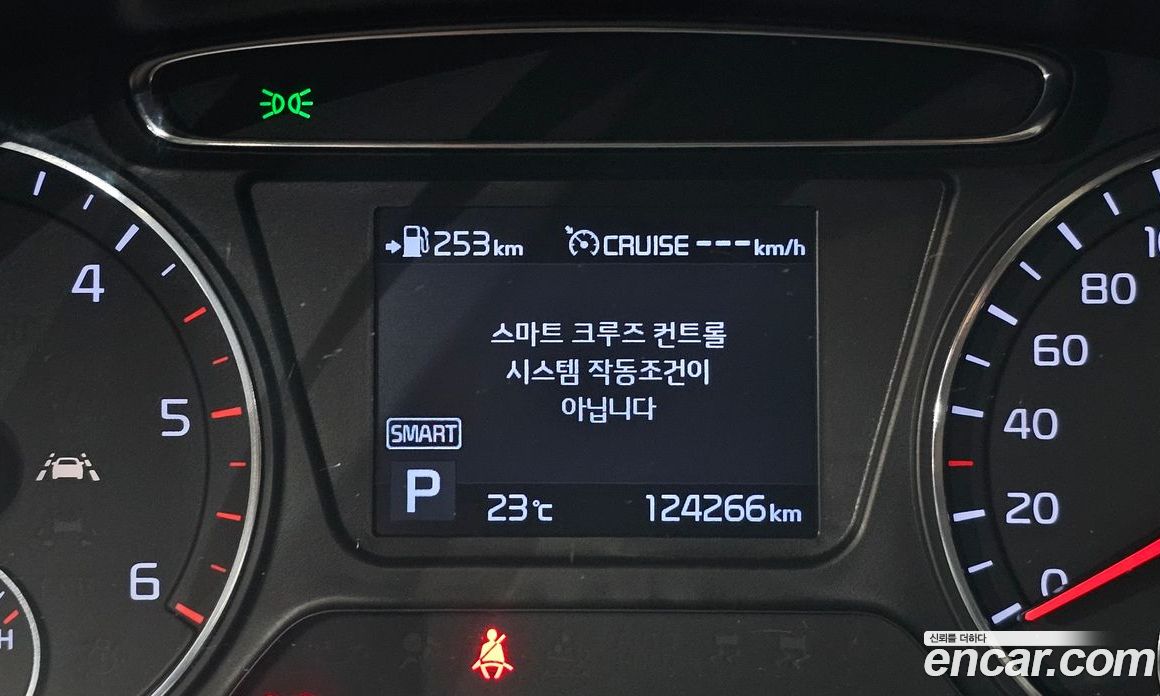 253km CRUISE ---km/h
스마트 크루즈 컨트롤
시스템 작동조건이
아닙니다
SMART
P
23℃ 124266km
4
5
6
H
80
60
40
20
0
신뢰를 더하다
encar.com